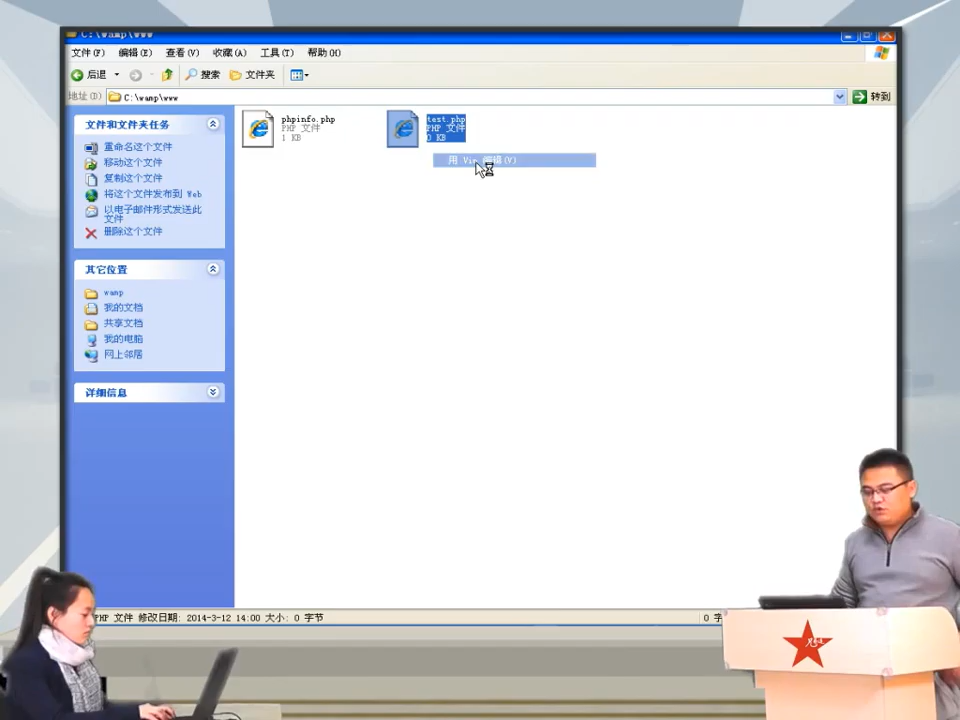 C:\wamp\www
文件(F) 编辑(E) 查看(V) 收藏(A) 工具(T) 帮助(H)
后退 搜索 文件夹
地址(D) C:\wamp\www 转到
文件和文件夹任务
重命名这个文件
移动这个文件
复制这个文件
将这个文件发布到 Web
以电子邮件形式发送此
文件
删除这个文件
其它位置
wamp
我的文档
共享文档
我的电脑
网上邻居
详细信息
phpinfo.php
PHP 文件
1 KB
test.php
PHP 文件
0 KB
用 Vim 编辑(V)
PHP 文件 修改日期: 2014-3-12 14:00 大小: 0 字节
0 字